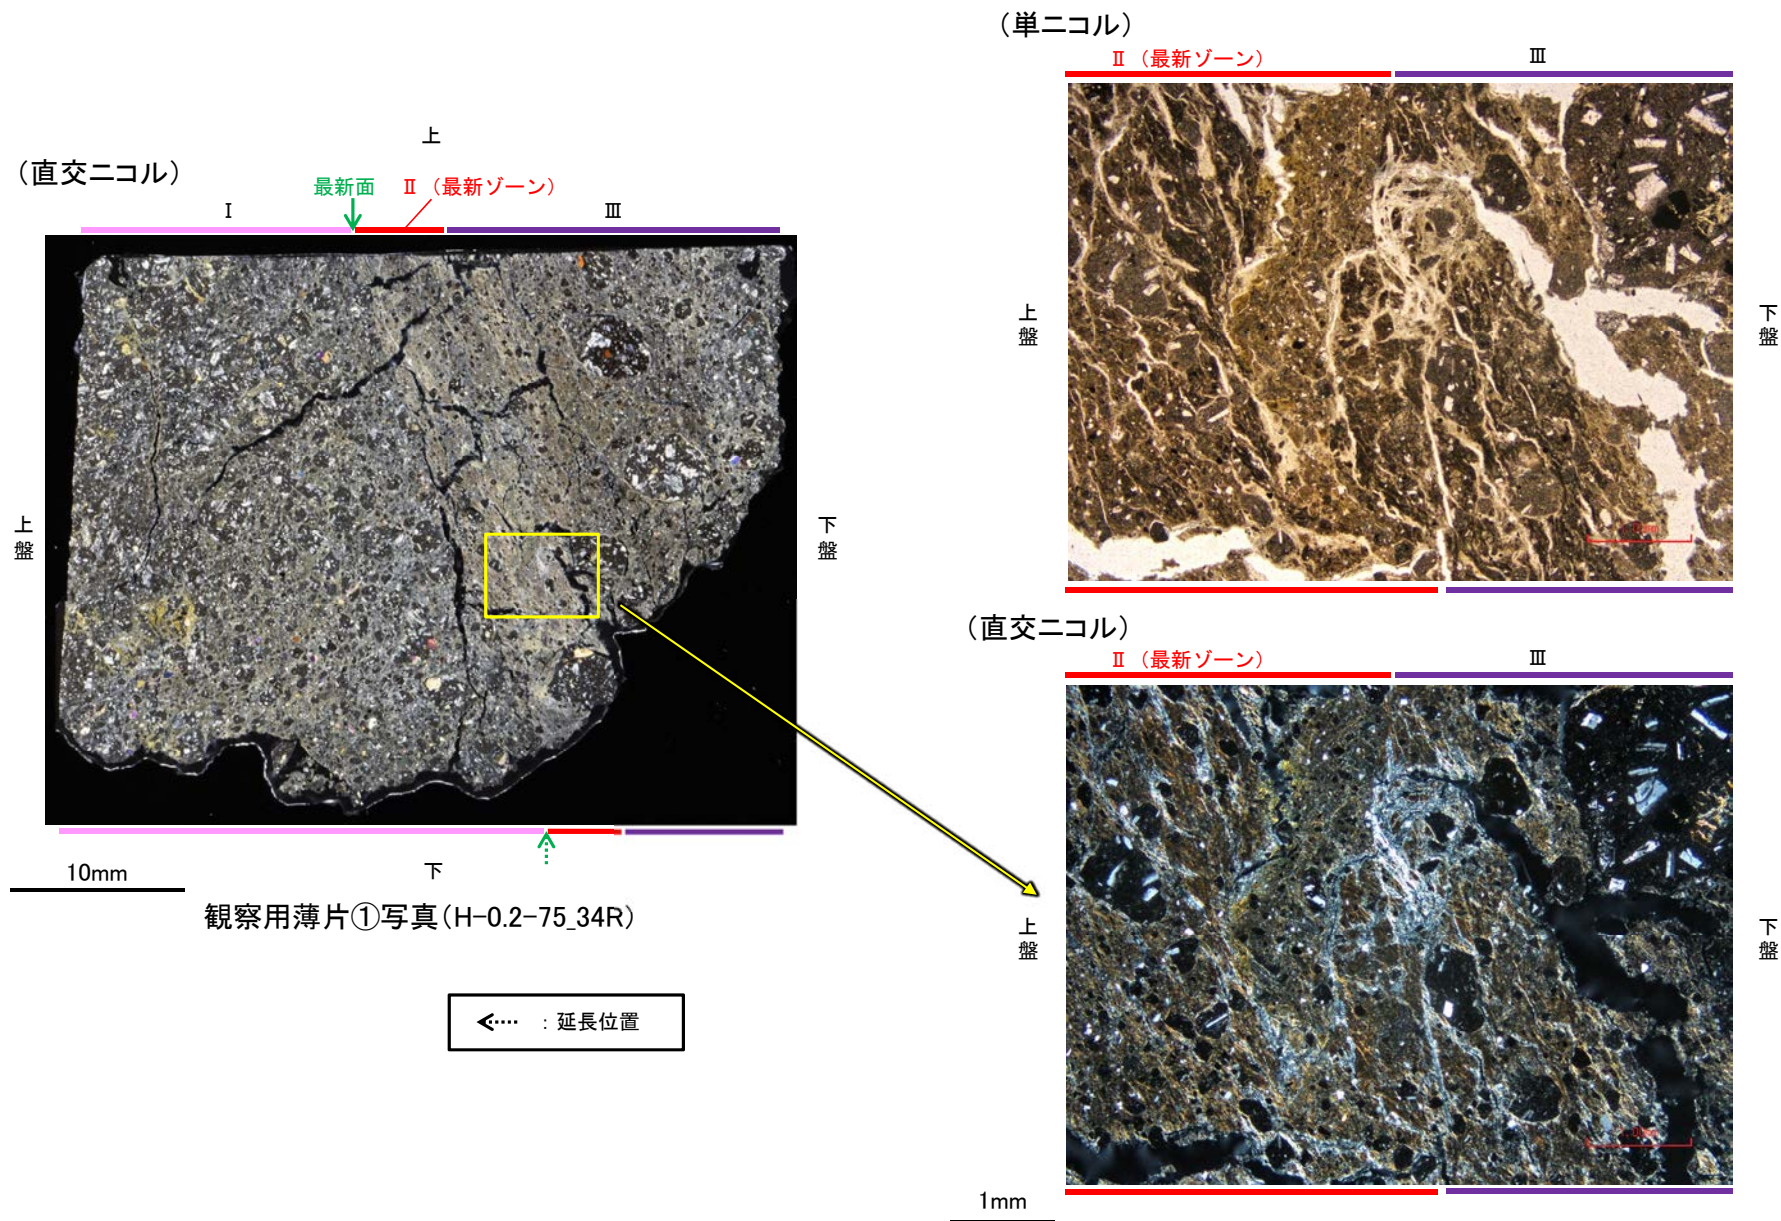 （単ニコル）
Ⅱ（最新ゾーン）
Ⅲ
上
（直交ニコル）
最新面
Ⅱ（最新ゾーン）
Ⅰ
Ⅲ
上盤
下盤
上盤
下盤
（直交ニコル）
Ⅱ（最新ゾーン）
Ⅲ
10mm
下
観察用薄片①写真(H-0.2-75_34R)
上盤
下盤
：延長位置
1mm